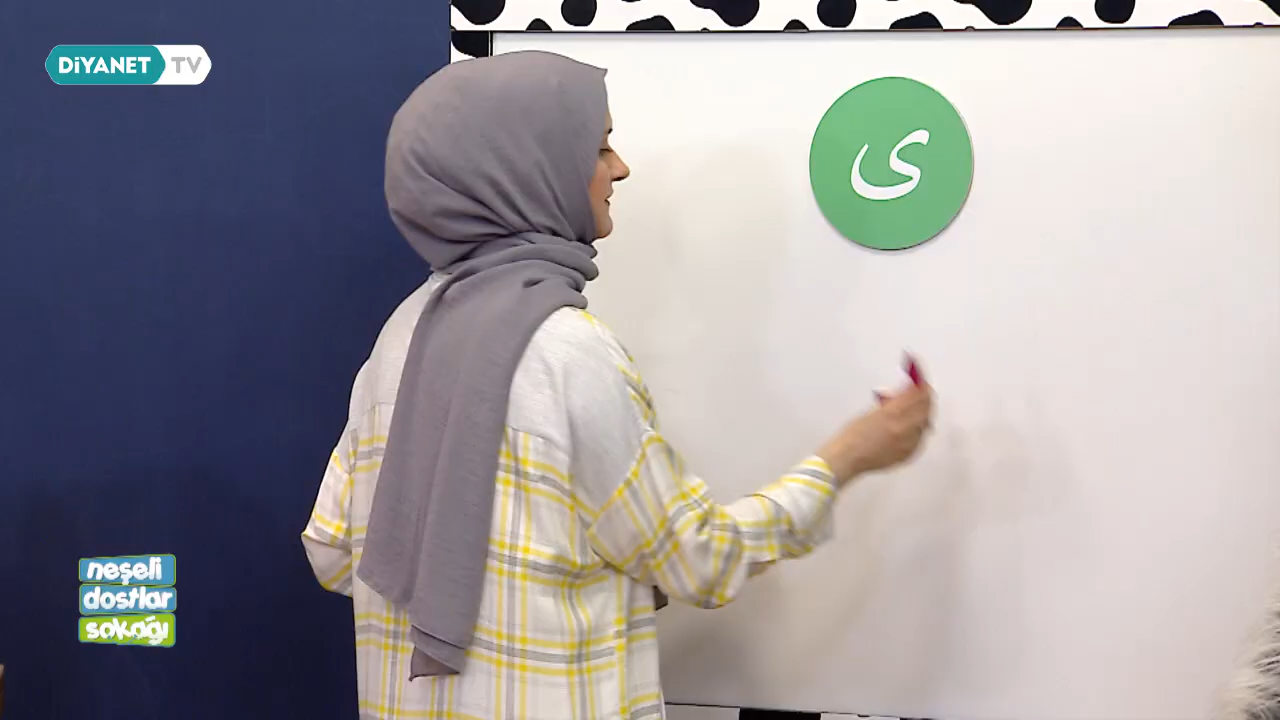 DİYANET TV
ى
neşeli
dostlar
sokağı